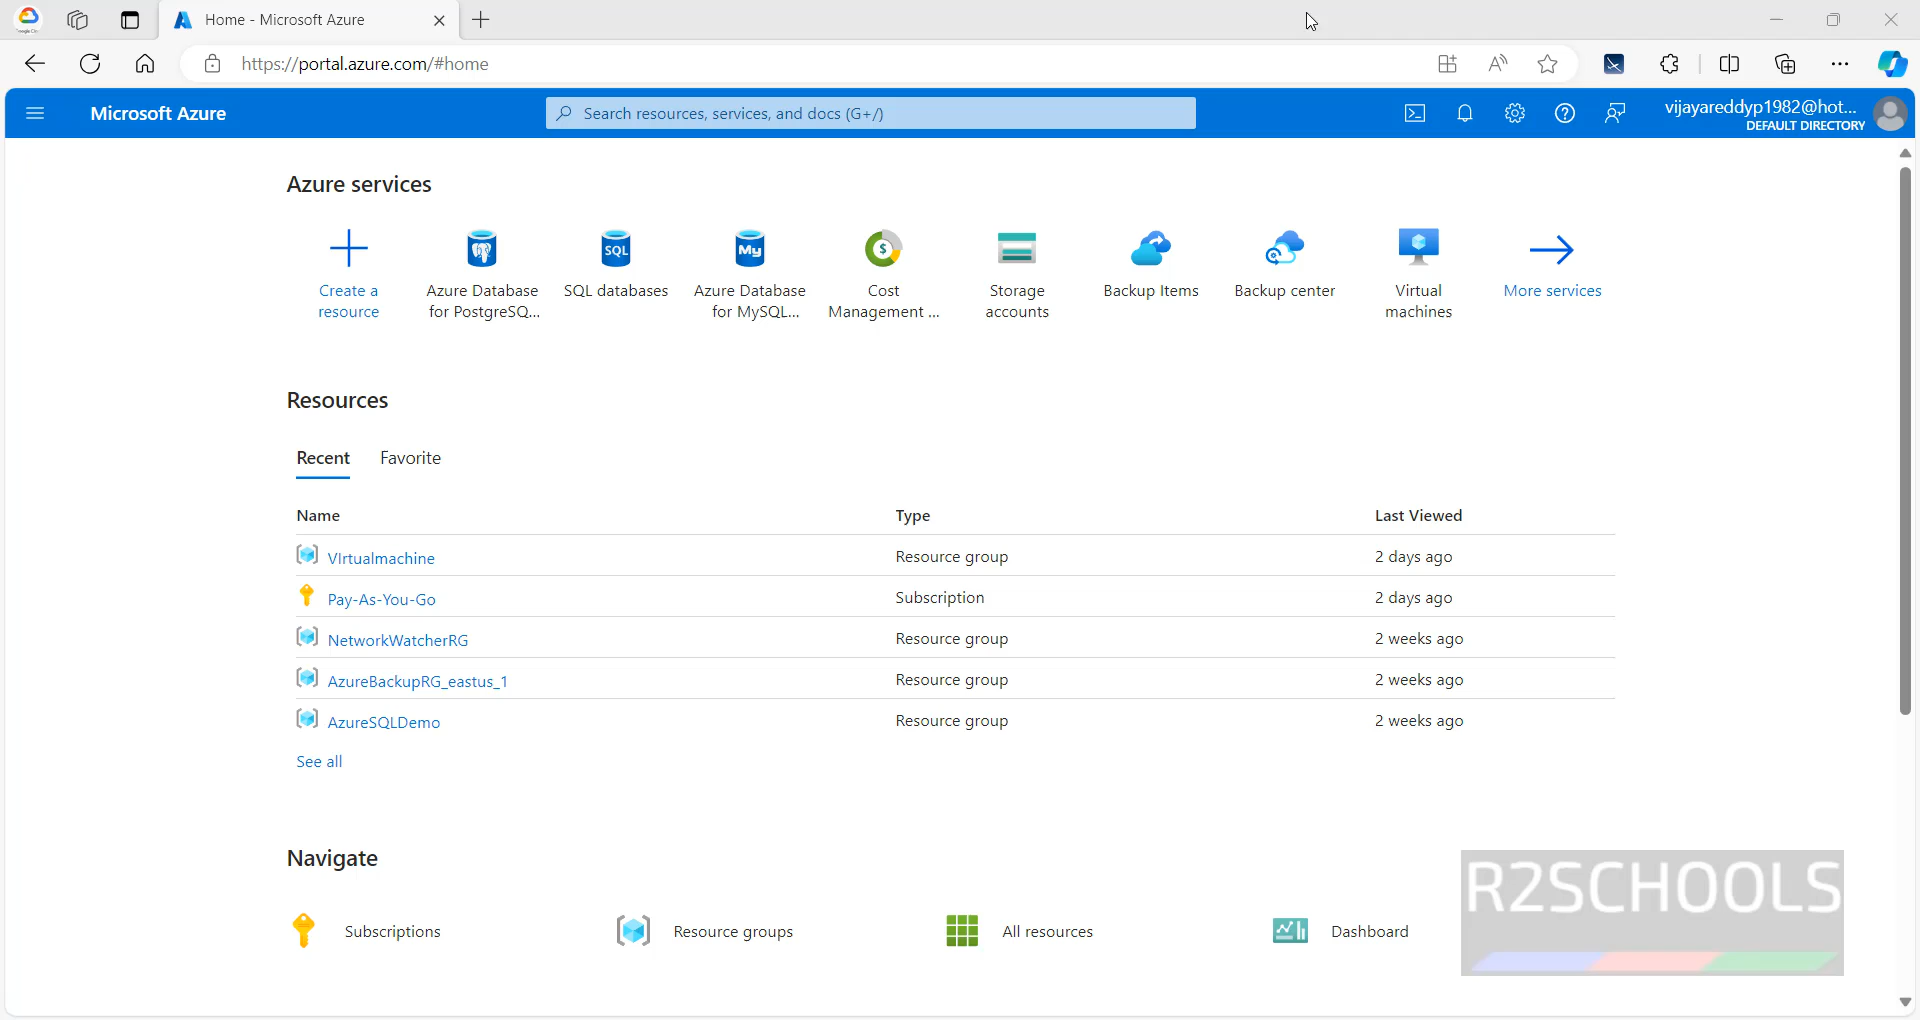 Home - Microsoft Azure
https://portal.azure.com/#home
Microsoft Azure
Search resources, services, and docs (G+/)
vijayareddyp1982@hot...
DEFAULT DIRECTORY
Azure services
Create a
resource
Azure Database
for PostgreSQ...
SQL
SQL databases
My
Azure Database
for MySQL...
$
Cost
Management ...
Storage
accounts
Backup Items
Backup center
Virtual
machines
More services
Resources
Recent
Favorite
Name Type Last Viewed
VIrtualmachine Resource group 2 days ago
Pay-As-You-Go Subscription 2 days ago
NetworkWatcherRG Resource group 2 weeks ago
AzureBackupRG_eastus_1 Resource group 2 weeks ago
AzureSQLDemo Resource group 2 weeks ago
See all
Navigate
Subscriptions
Resource groups
All resources
Dashboard
R2SCHOOLS